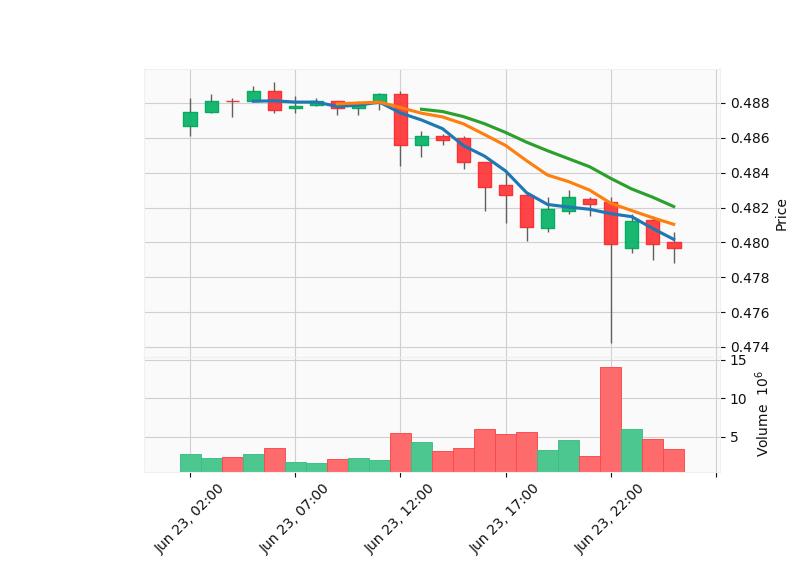 0.488
0.486
0.484
0.482
0.480
0.478
0.476
0.474
Price
15
10
5
Volume 10^6
Jun 23, 02:00
Jun 23, 07:00
Jun 23, 12:00
Jun 23, 17:00
Jun 23, 22:00